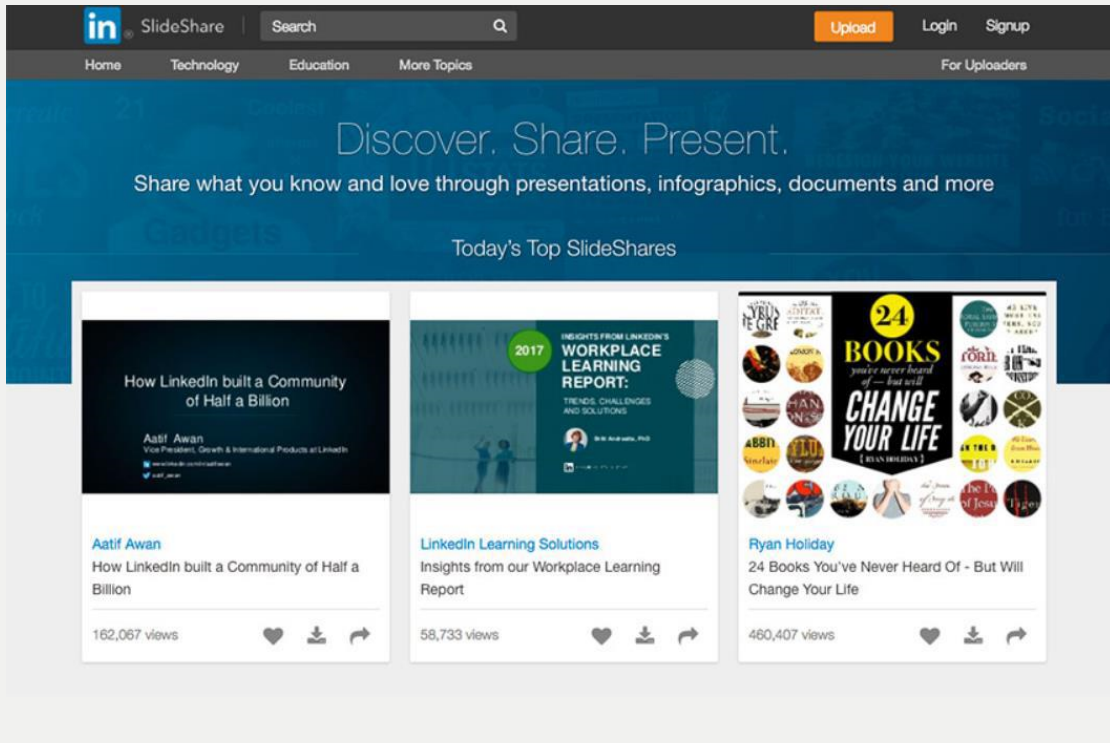 in ® SlideShare Search Upload Login Signup
Home Technology Education More Topics For Uploaders
Discover. Share. Present.
Share what you know and love through presentations, infographics, documents and more
Gadgets
Today's Top SlideShares
How LinkedIn built a Community
of Half a Billion
Aatif Awan
Vice President, Growth & International Products at LinkedIn
2017
INSIGHTS FROM LINKEDIN'S
WORKPLACE
LEARNING
REPORT:
TRENDS, CHALLENGES
AND SOLUTIONS
Britt Andreatta, PhD
in
24
BOOKS
you've never heard
of — but will
CHANGE
YOUR LIFE
[ RYAN HOLIDAY ]
Aatif Awan
How LinkedIn built a Community of Half a
Billion
162,067 views
LinkedIn Learning Solutions
Insights from our Workplace Learning
Report
58,733 views
Ryan Holiday
24 Books You've Never Heard Of - But Will
Change Your Life
460,407 views